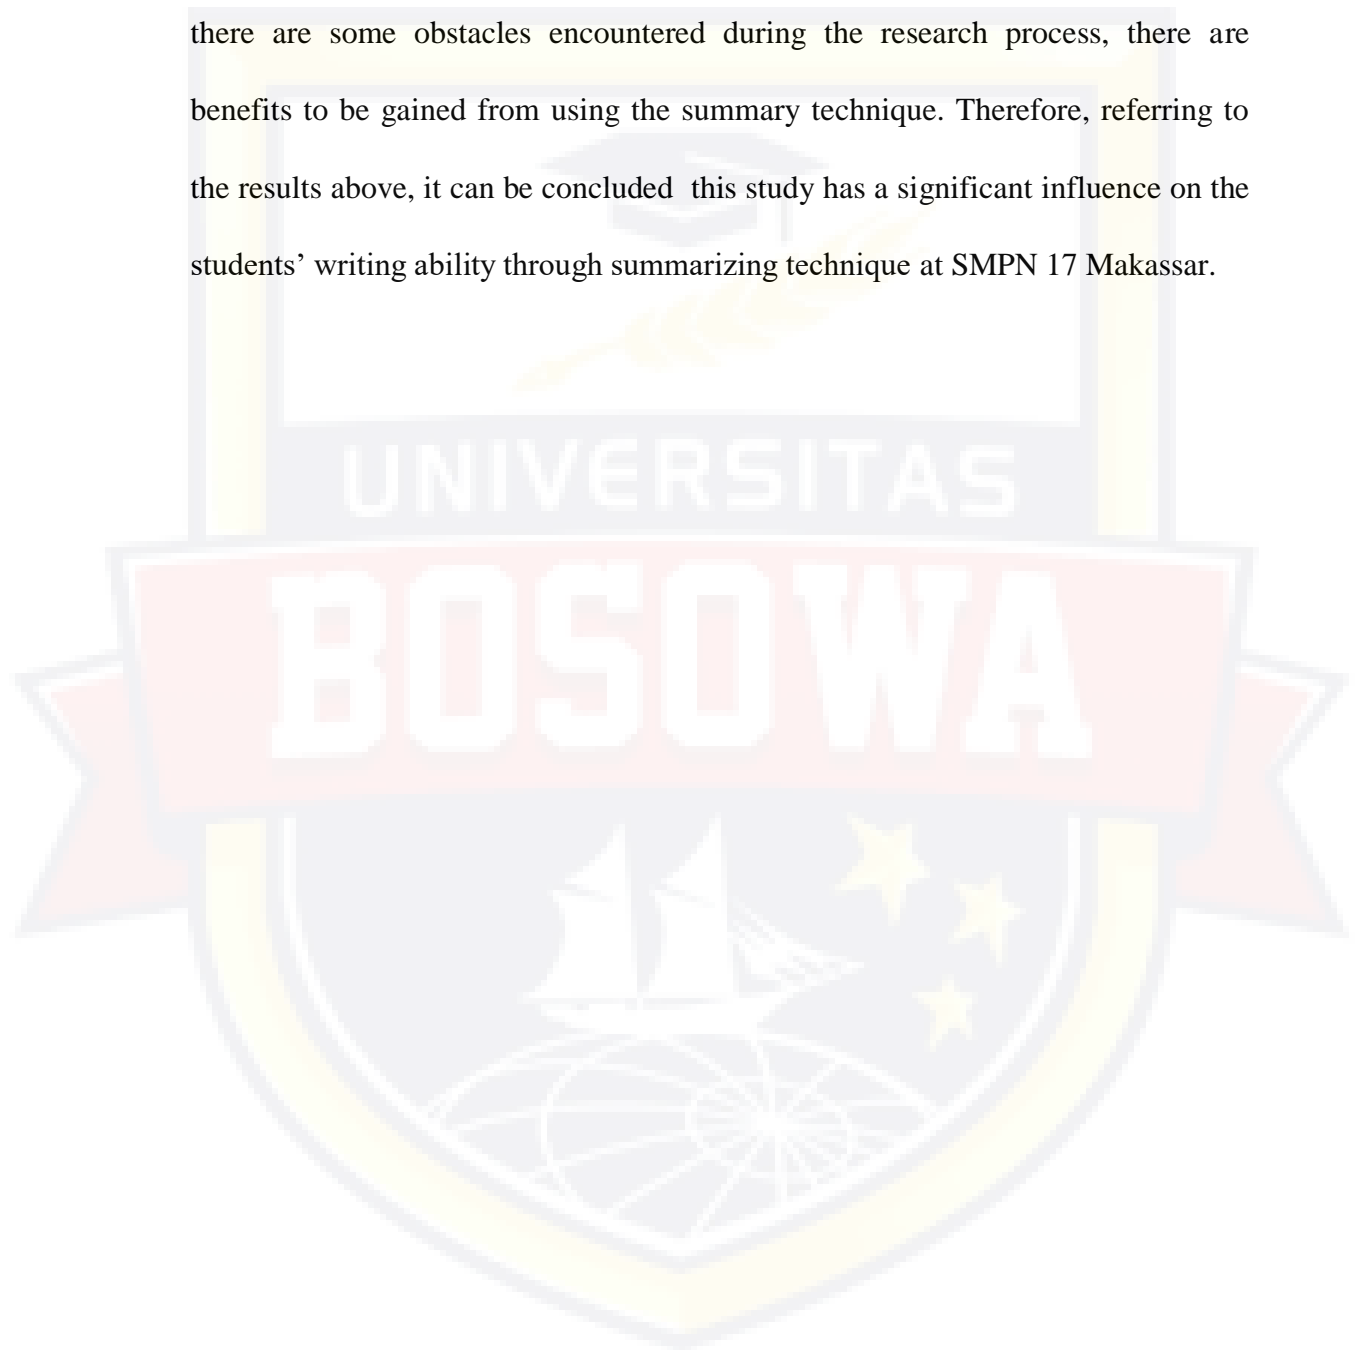 there are some obstacles encountered during the research process, there are
benefits to be gained from using the summary technique. Therefore, referring to
the results above, it can be concluded  this study has a significant influence on the
students’ writing ability through summarizing technique at SMPN 17 Makassar.
UNIVERSITAS
BOSOWA